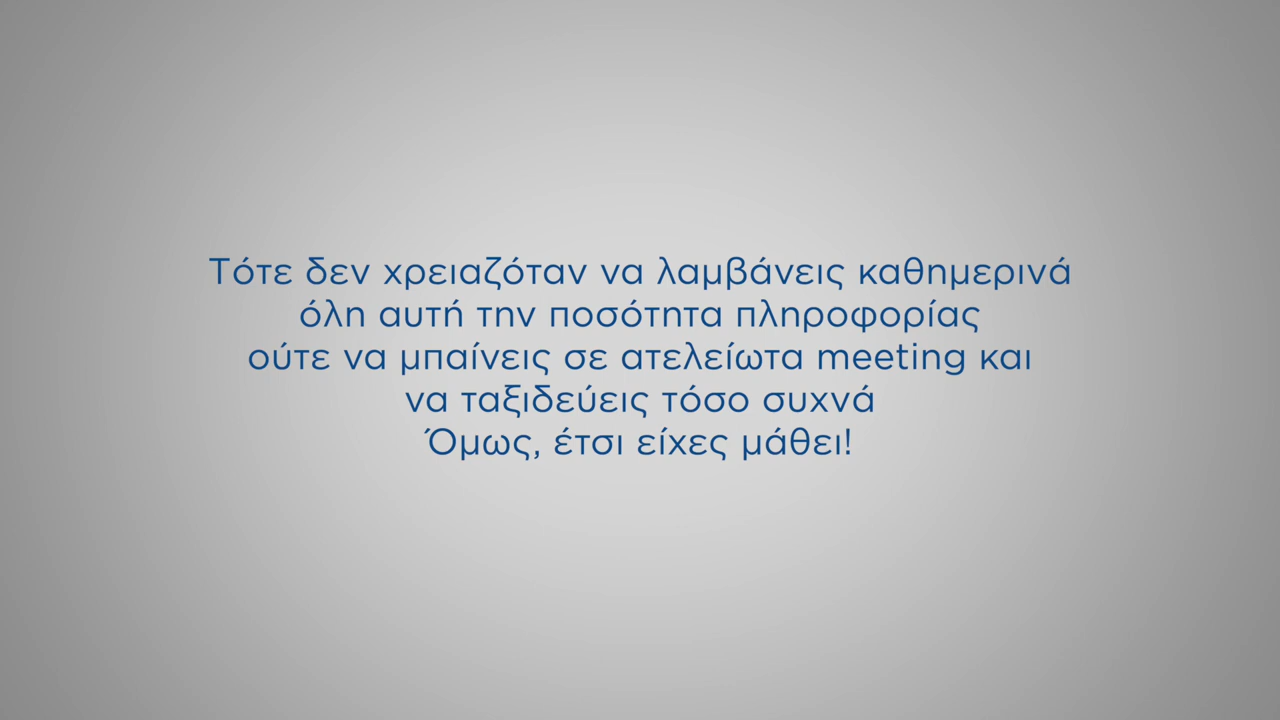 Τότε δεν χρειαζόταν να λαμβάνεις καθημερινά
όλη αυτή την ποσότητα πληροφορίας
ούτε να μπαίνεις σε ατελείωτα meeting και
να ταξιδεύεις τόσο συχνά
Όμως, έτσι είχες μάθει!